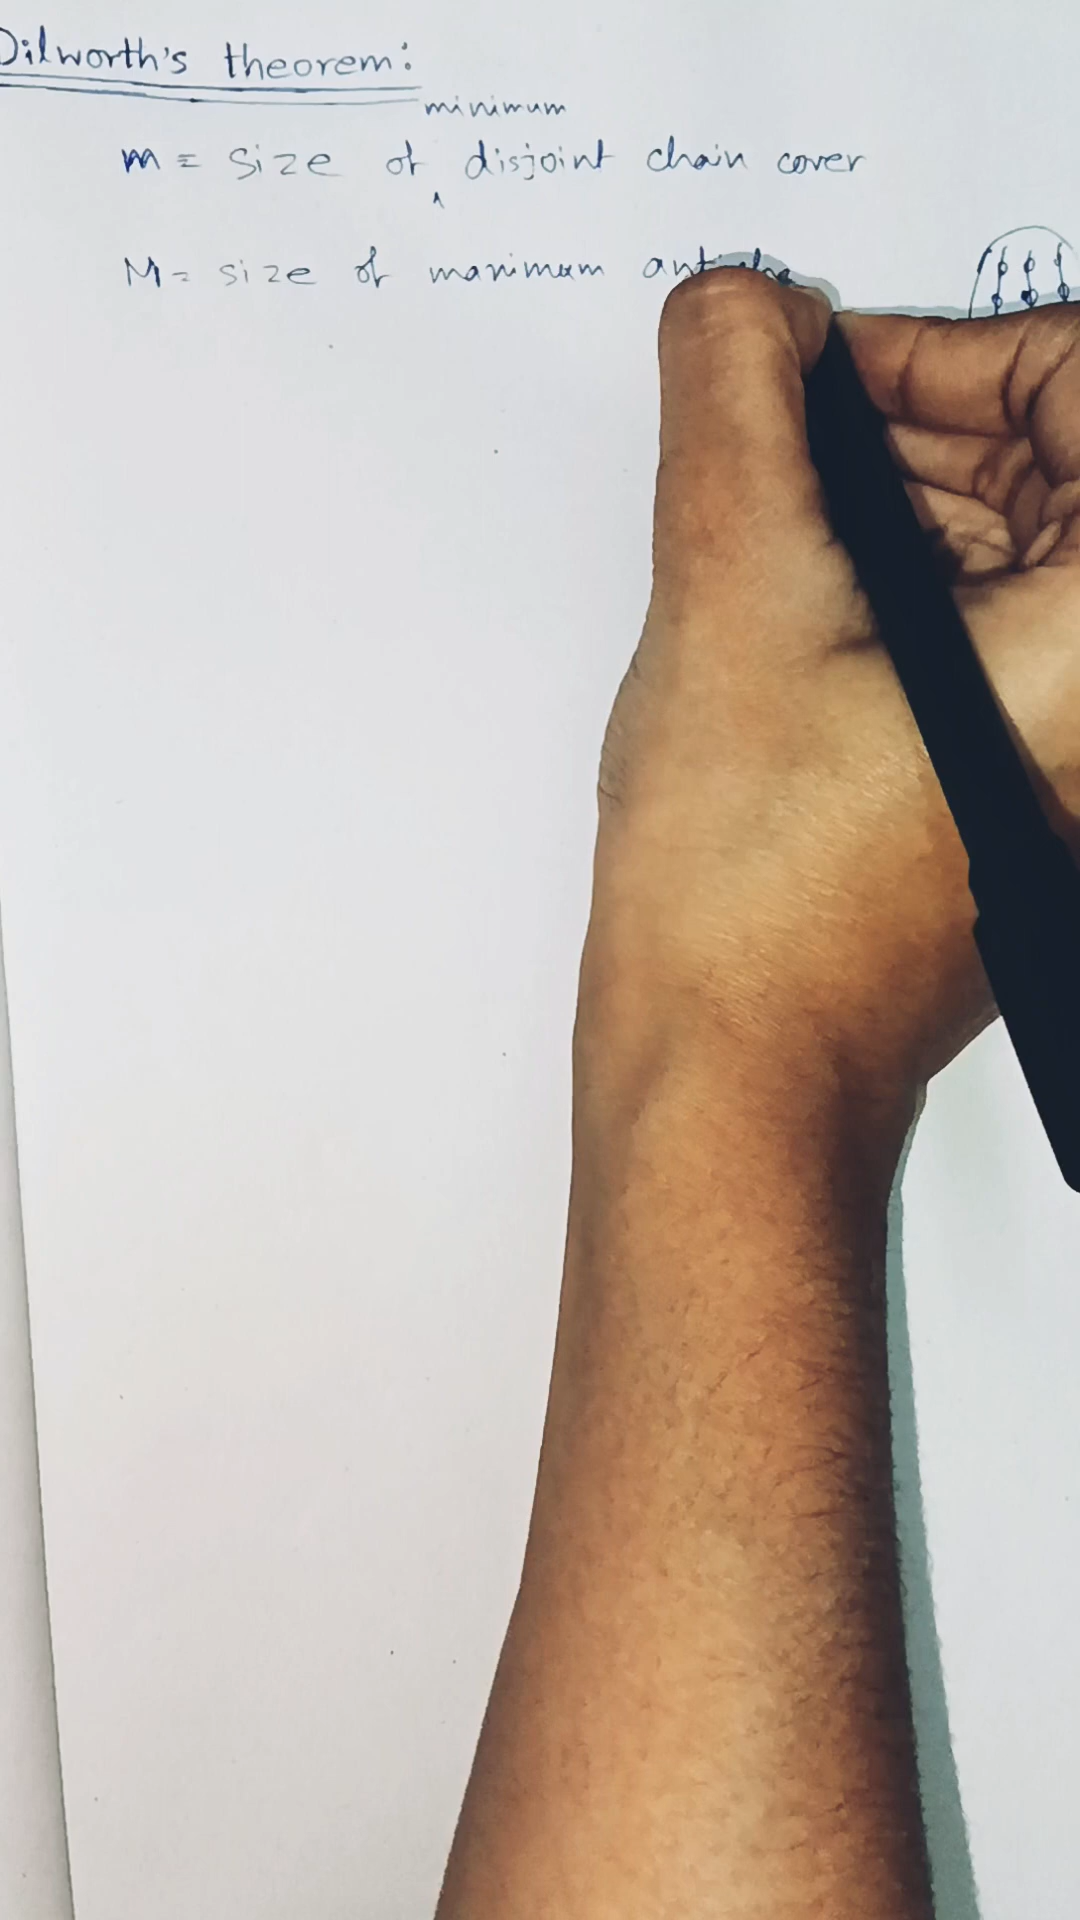 Dilworth's theorem:
minimum
m = size of ^ disjoint chain cover
M = size of maximum